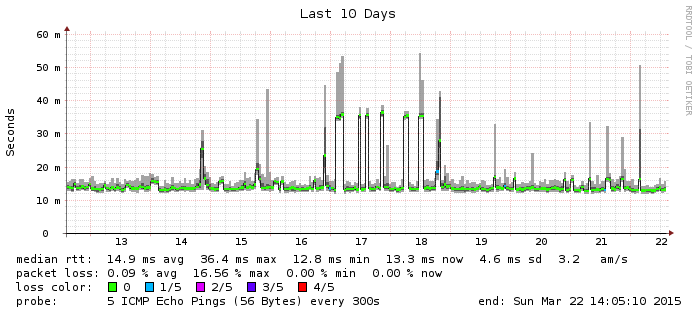 Last 10 Days
RRDTOOL / TOBI OETIKER
Seconds
60 m
50 m
40 m
30 m
20 m
10 m
0
13 14 15 16 17 18 19 20 21 22
median rtt: 14.9 ms avg 36.4 ms max 12.8 ms min 13.3 ms now 4.6 ms sd 3.2 am/s
packet loss: 0.09 % avg 16.56 % max 0.00 % min 0.00 % now
loss color: 0 1/5 2/5 3/5 4/5
probe: 5 ICMP Echo Pings (56 Bytes) every 300s end: Sun Mar 22 14:05:10 2015